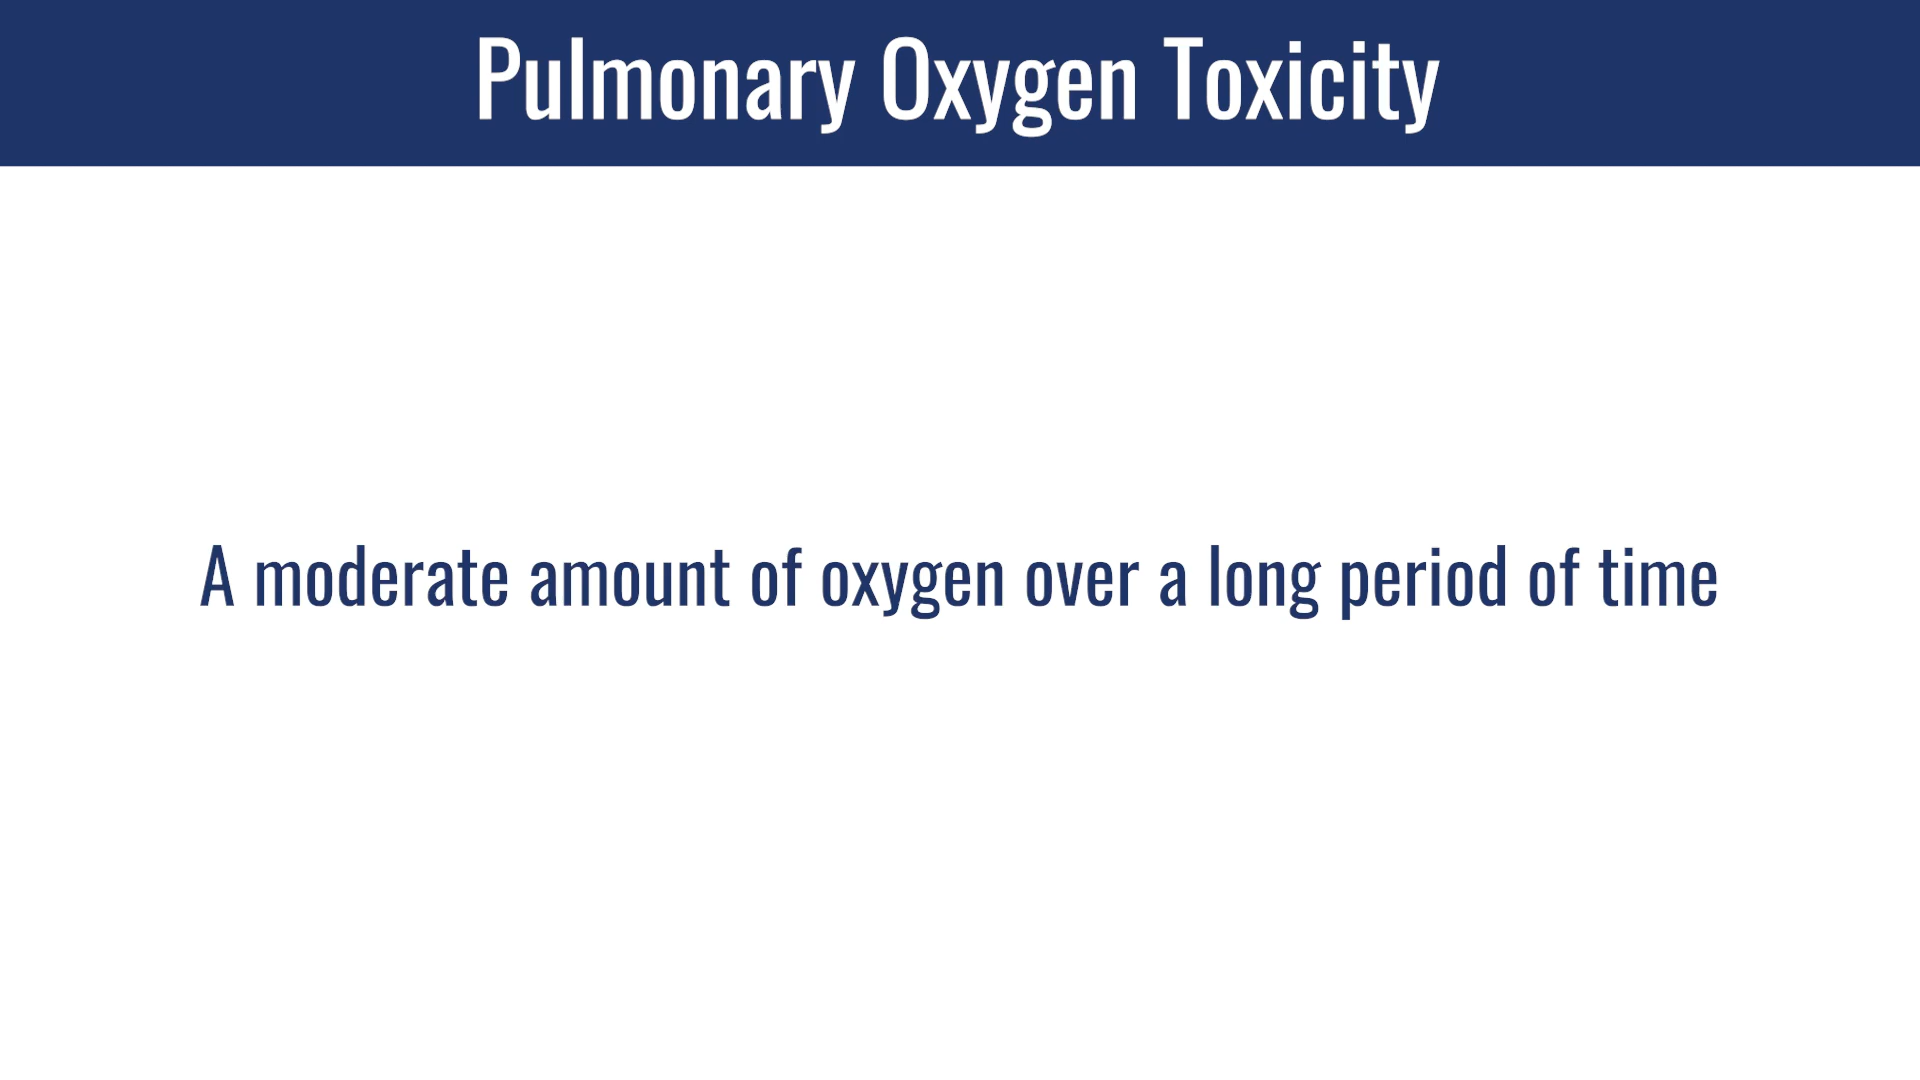 Pulmonary Oxygen Toxicity
A moderate amount of oxygen over a long period of time